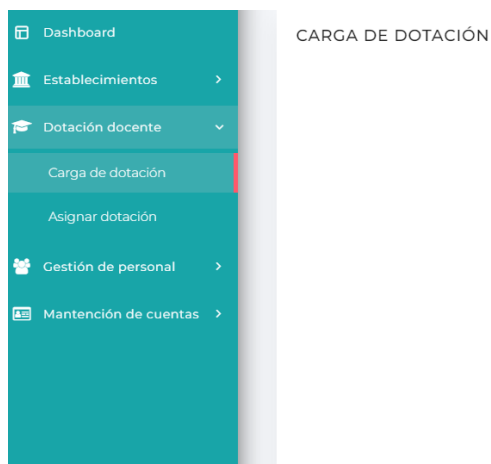 Dashboard
CARGA DE DOTACIÓN
Establecimientos
Dotación docente
Carga de dotación
Asignar dotación
Gestión de personal
Mantención de cuentas